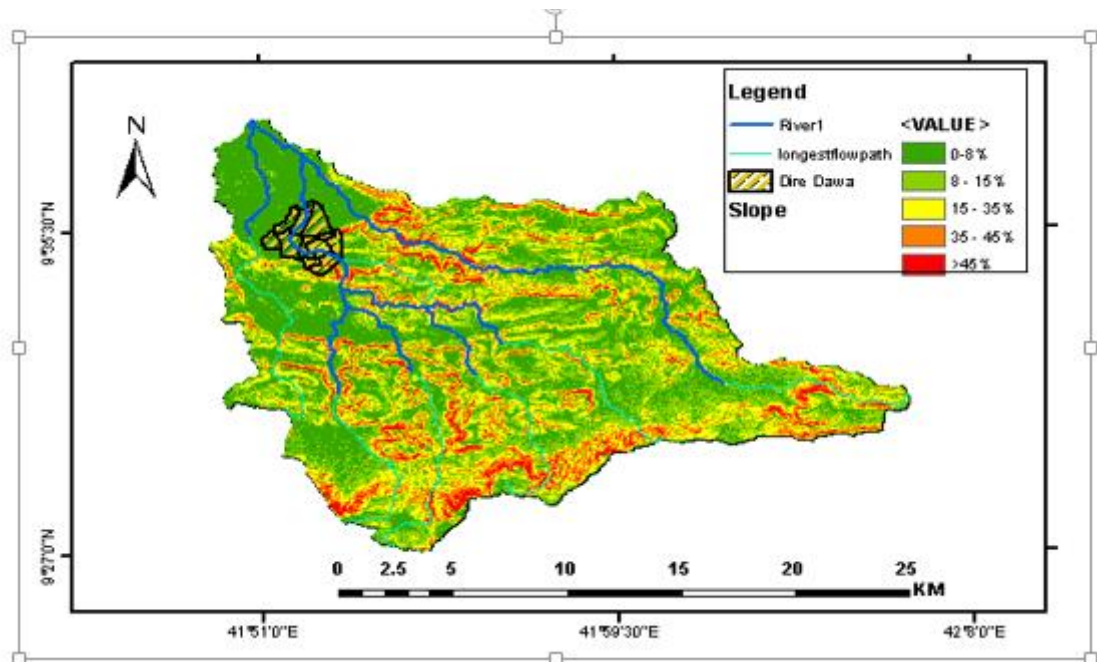 N
Legend
River1
longestflowpath
Dire Dawa
Slope
<VALUE>
0-8%
8 - 15%
15 - 35%
35 - 45%
>45%
9°35'30"N
9°27'0"N
0 2.5 5 10 15 20 25
KM
41°51'0"E 41°59'30"E 42°8'0"E